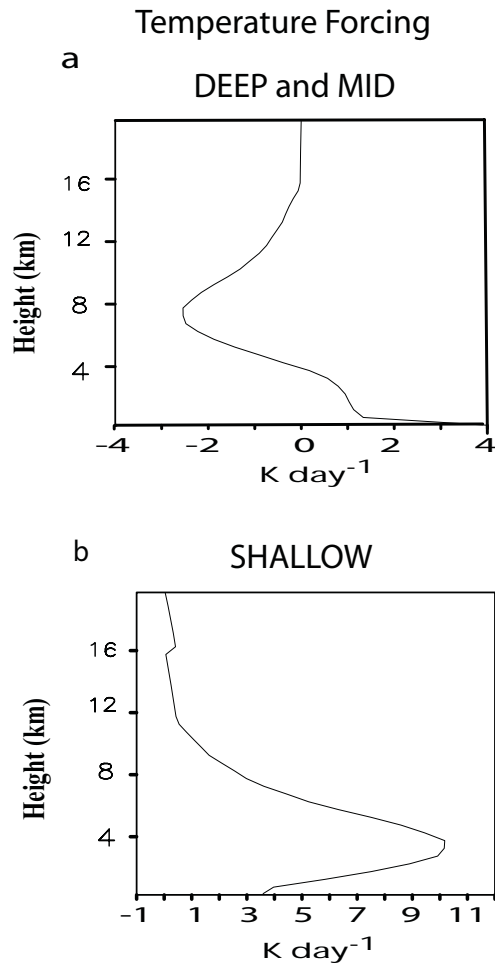 Temperature Forcing
a
DEEP and MID
16
12
8
4
Height (km)
-4 -2 0 2 4
K day-1
b
SHALLOW
16
12
8
4
Height (km)
-1 1 3 5 7 9 11
K day-1